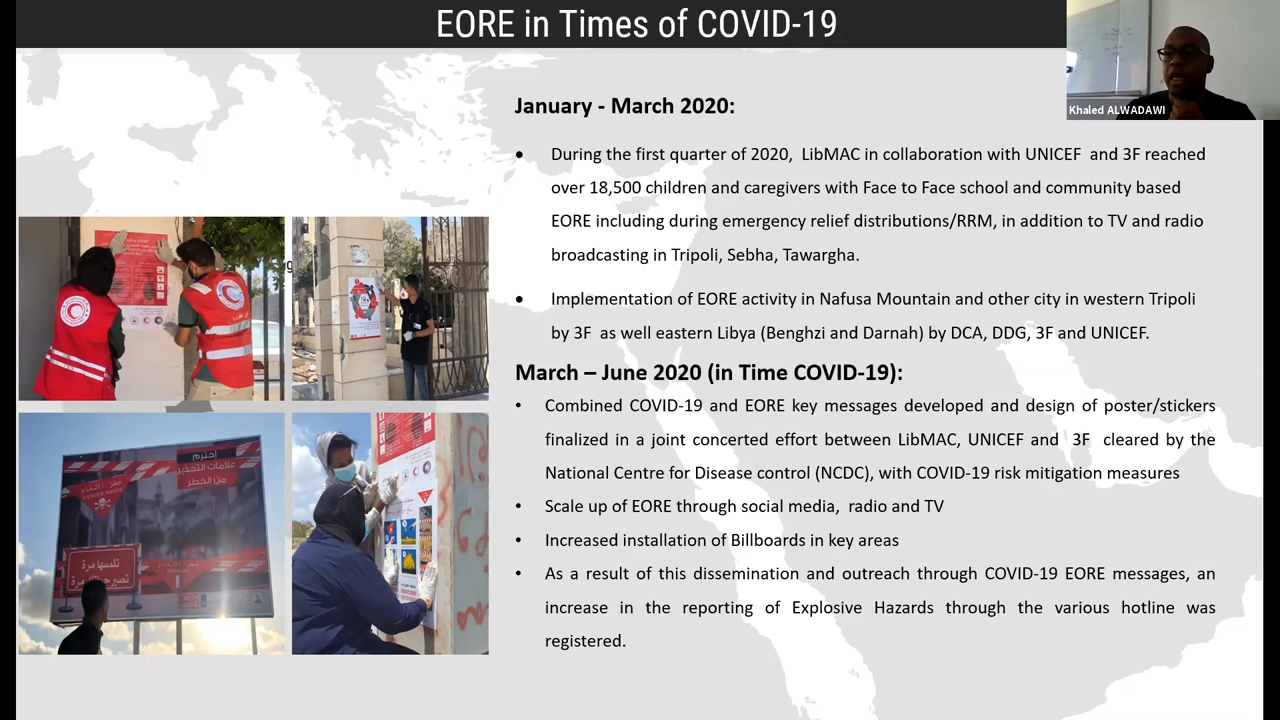 EORE in Times of COVID-19
Khaled ALWADAWI
January - March 2020:
• During the first quarter of 2020, LibMAC in collaboration with UNICEF and 3F reached
over 18,500 children and caregivers with Face to Face school and community based
EORE including during emergency relief distributions/RRM, in addition to TV and radio
broadcasting in Tripoli, Sebha, Tawargha.
• Implementation of EORE activity in Nafusa Mountain and other city in western Tripoli
by 3F as well eastern Libya (Benghzi and Darnah) by DCA, DDG, 3F and UNICEF.
March – June 2020 (in Time COVID-19):
• Combined COVID-19 and EORE key messages developed and design of poster/stickers
finalized in a joint concerted effort between LibMAC, UNICEF and 3F cleared by the
National Centre for Disease control (NCDC), with COVID-19 risk mitigation measures
• Scale up of EORE through social media, radio and TV
• Increased installation of Billboards in key areas
• As a result of this dissemination and outreach through COVID-19 EORE messages, an
increase in the reporting of Explosive Hazards through the various hotline was
registered.
ng
إحترم
علامات التحذير
من الخطر
خطر ! ألغام
DANGER MINES
تلمسها مرة